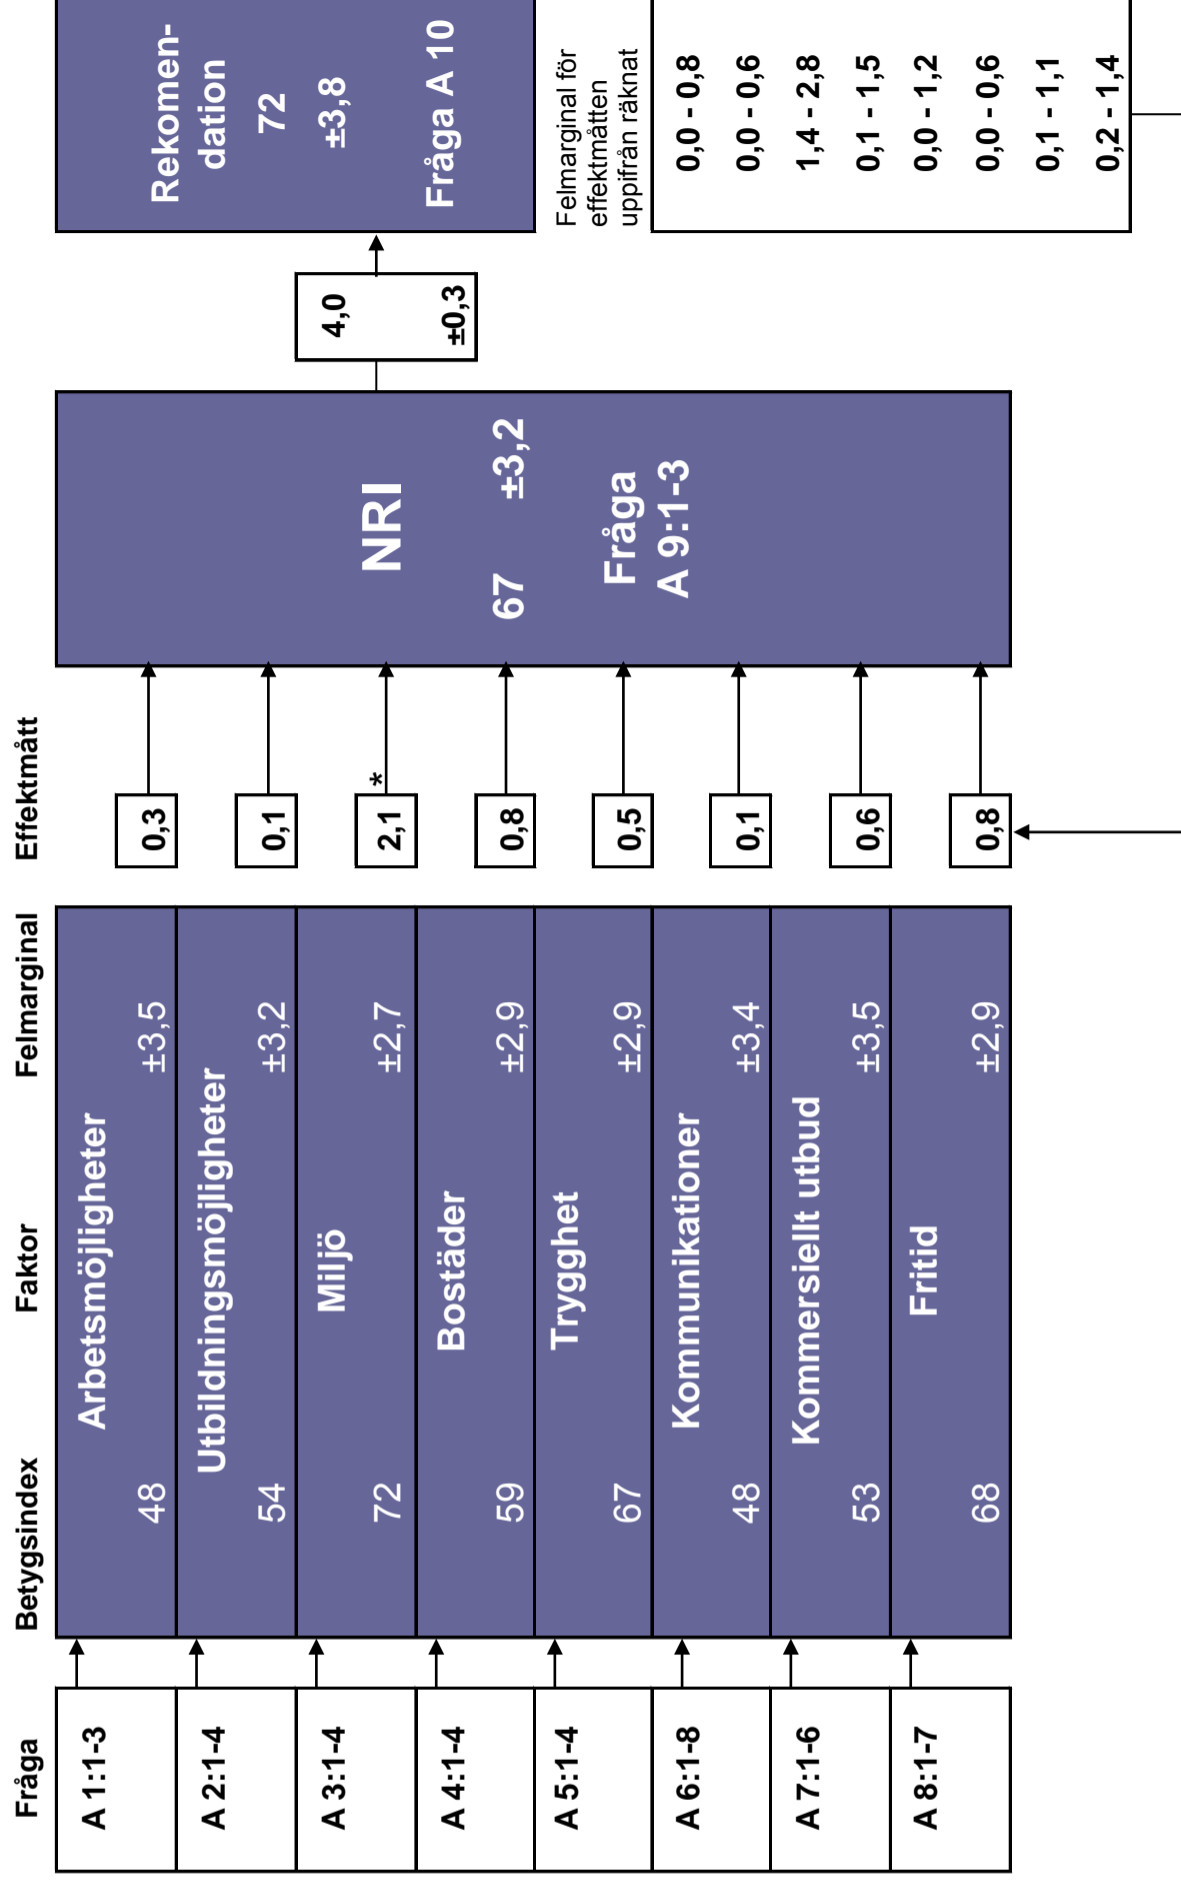 Fråga
Betygsindex
Faktor
Felmarginal
Effektmått
A 1:1-3
Arbetsmöjligheter
48
±3,5
0,3
A 2:1-4
Utbildningsmöjligheter
54
±3,2
0,1
A 3:1-4
Miljö
72
±2,7
2,1
*
A 4:1-4
Bostäder
59
±2,9
0,8
A 5:1-4
Trygghet
67
±2,9
0,5
A 6:1-8
Kommunikationer
48
±3,4
0,1
A 7:1-6
Kommersiellt utbud
53
±3,5
0,6
A 8:1-7
Fritid
68
±2,9
0,8
NRI
67 ±3,2
Fråga
A 9:1-3
4,0
±0,3
Rekomen-
dation
72
±3,8
Fråga A 10
Felmarginal för
effektmåtten
uppifrån räknat
0,0 - 0,8
0,0 - 0,6
1,4 - 2,8
0,1 - 1,5
0,0 - 1,2
0,0 - 0,6
0,1 - 1,1
0,2 - 1,4